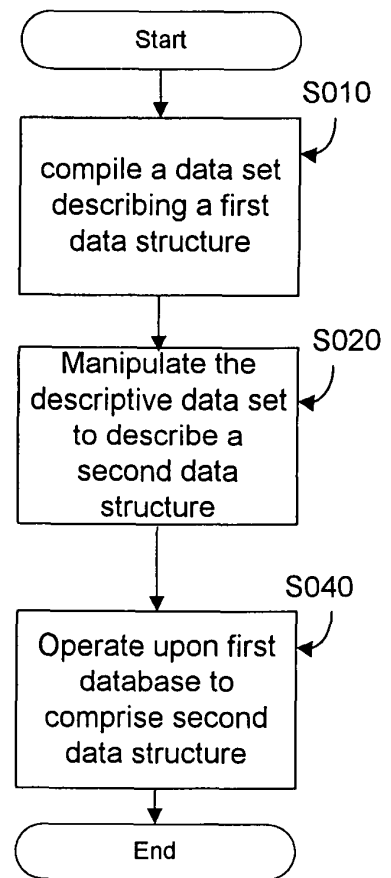 Start
S010
compile a data set
describing a first
data structure
S020
Manipulate the
descriptive data set
to describe a
second data
structure
S040
Operate upon first
database to
comprise second
data structure
End